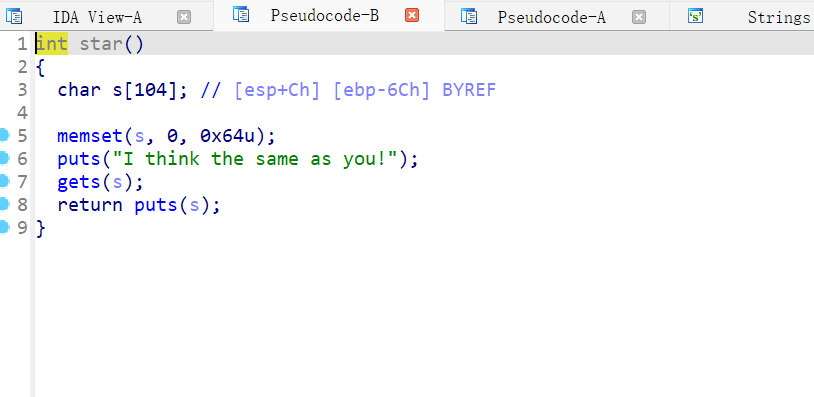 IDA View-A Pseudocode-B Pseudocode-A Strings
1 int star()
2 {
3 char s[104]; // [esp+Ch] [ebp-6Ch] BYREF
4
5 memset(s, 0, 0x64u);
6 puts("I think the same as you!");
7 gets(s);
8 return puts(s);
9 }